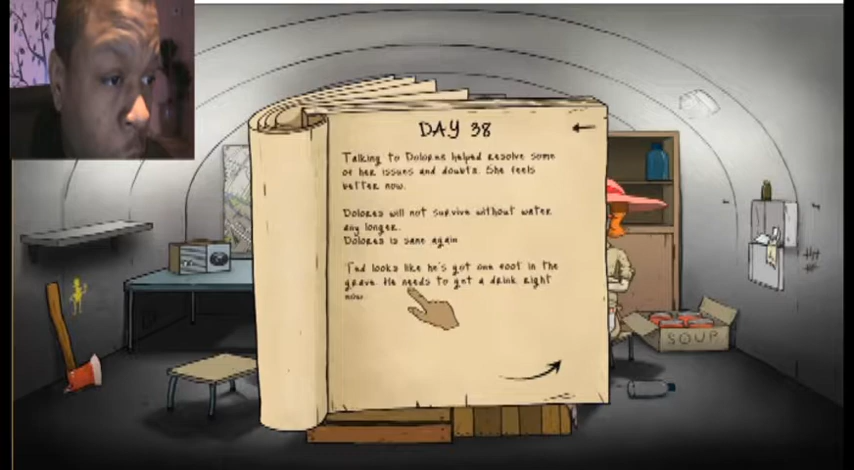 DAY 38
Talking to Dolores helped resolve some
of her issues and doubts. She feels
better now.
Dolores will not survive without water
any longer.
Dolores is sane again
Ted looks like he's got one foot in the
grave. He needs to get a drink right
now.
SOUP